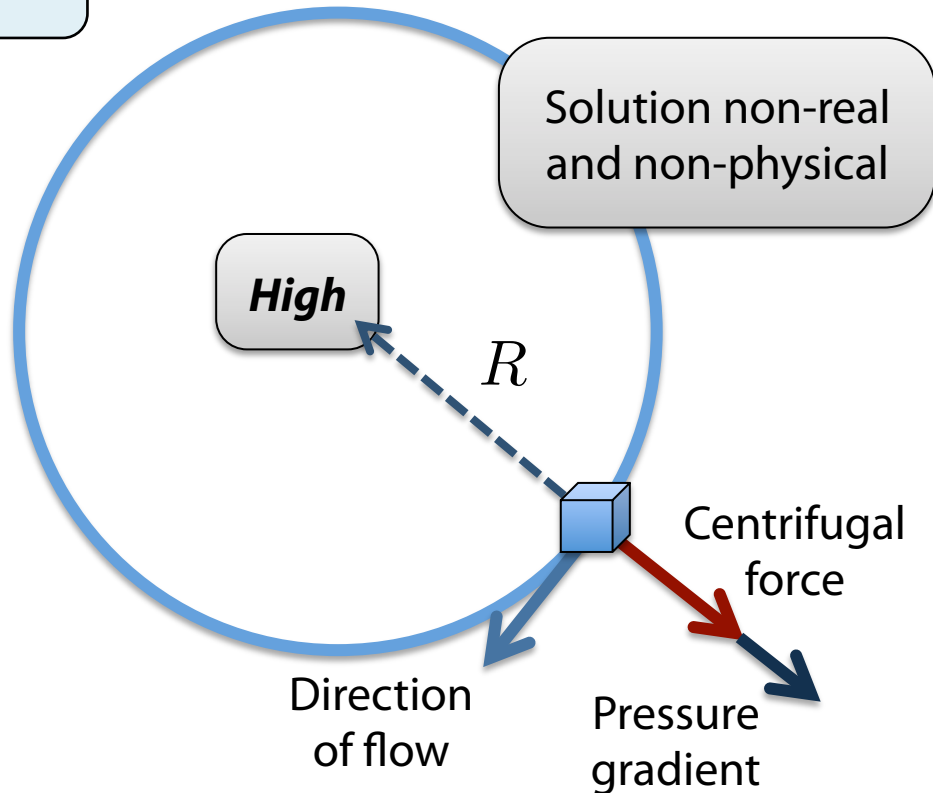 Solution non-real
and non-physical
High
R
Centrifugal
force
Direction
of flow
Pressure
gradient